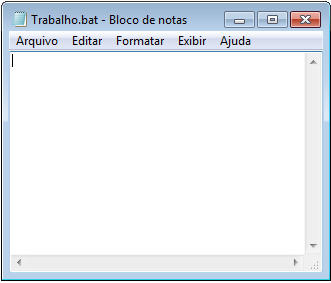 Trabalho.bat - Bloco de notas
Arquivo Editar Formatar Exibir Ajuda